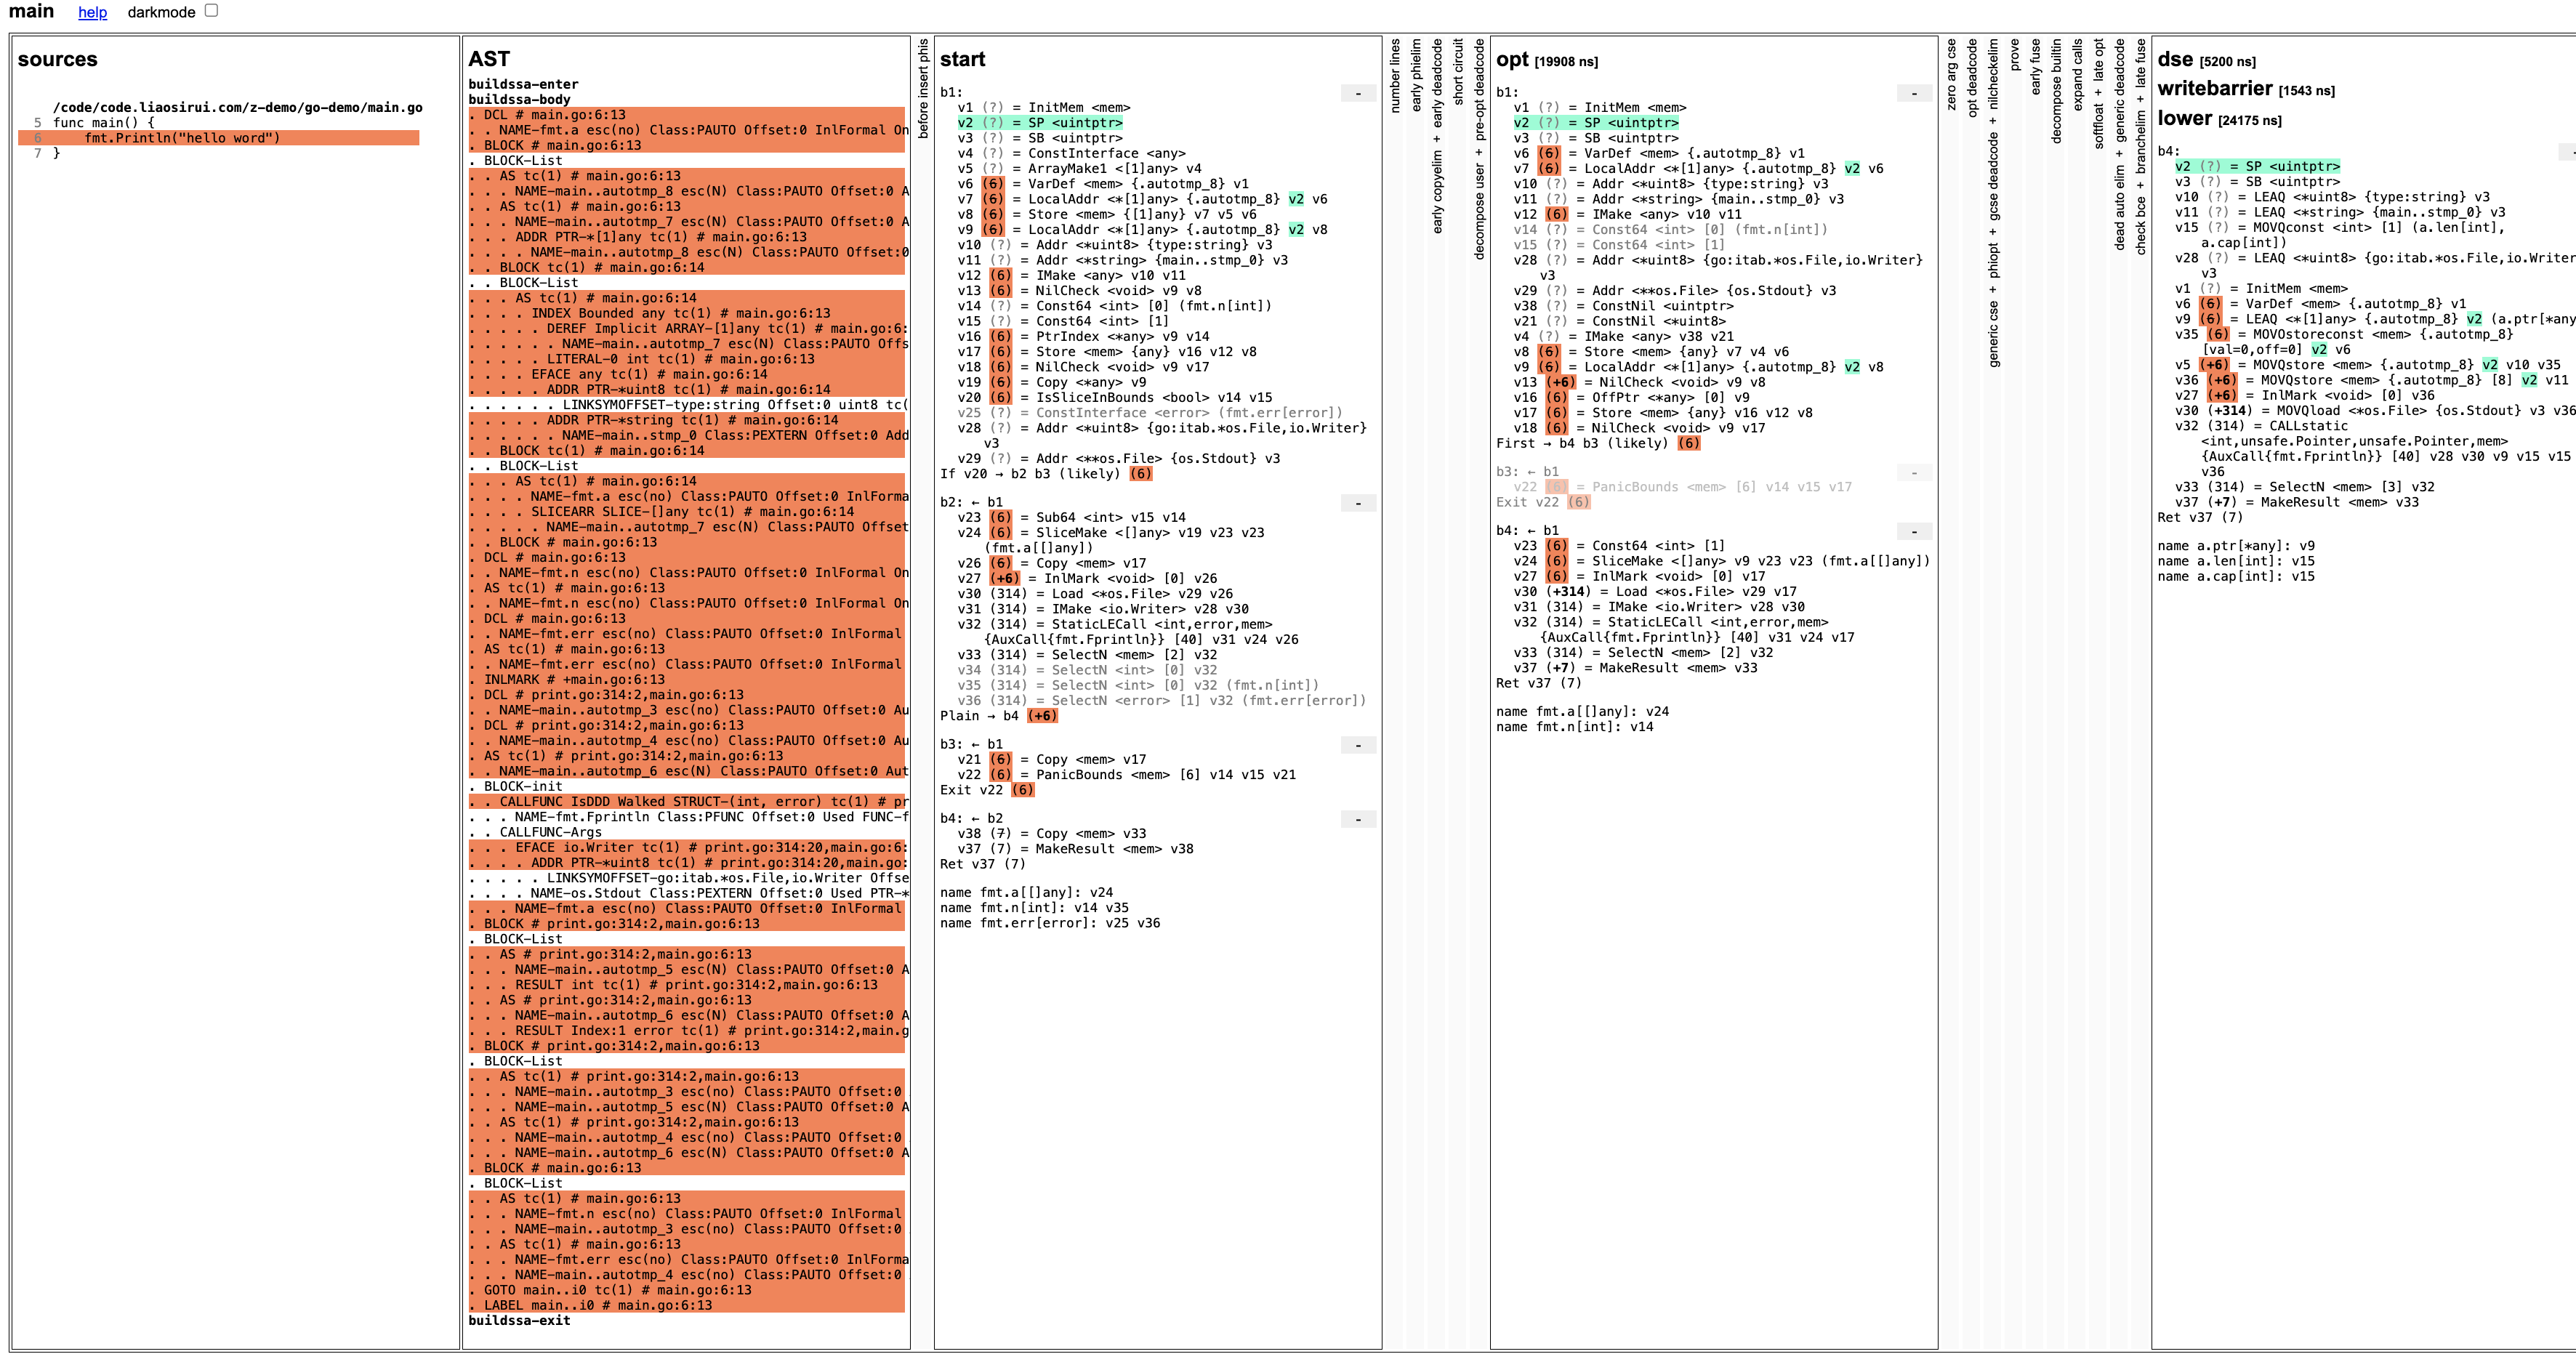 main help darkmode
sources
/code/code.liaosirui.com/z-demo/go-demo/main.go
5 func main() {
6 fmt.Println("hello word")
7 }
AST
buildssa-enter
buildssa-body
. DCL # main.go:6:13
. . NAME-fmt.a esc(no) Class:PAUTO Offset:0 InlFormal On
. BLOCK # main.go:6:13
. BLOCK-List
. . AS tc(1) # main.go:6:13
. . . NAME-main..autotmp_8 esc(N) Class:PAUTO Offset:0 A
. . AS tc(1) # main.go:6:13
. . . NAME-main..autotmp_7 esc(N) Class:PAUTO Offset:0 A
. . . ADDR PTR-*[1]any tc(1) # main.go:6:13
. . . . NAME-main..autotmp_8 esc(N) Class:PAUTO Offset:0
. . BLOCK tc(1) # main.go:6:14
. . BLOCK-List
. . . AS tc(1) # main.go:6:14
. . . . INDEX Bounded any tc(1) # main.go:6:13
. . . . . DEREF Implicit ARRAY-[1]any tc(1) # main.go:6:
. . . . . . NAME-main..autotmp_7 esc(N) Class:PAUTO Offs
. . . . . LITERAL-0 int tc(1) # main.go:6:13
. . . . EFACE any tc(1) # main.go:6:14
. . . . . ADDR PTR-*uint8 tc(1) # main.go:6:14
. . . . . . LINKSYMOFFSET-type:string Offset:0 uint8 tc(
. . . . . ADDR PTR-*string tc(1) # main.go:6:14
. . . . . . NAME-main..stmp_0 Class:PEXTERN Offset:0 Add
. . BLOCK tc(1) # main.go:6:14
. . BLOCK-List
. . . AS tc(1) # main.go:6:14
. . . . NAME-fmt.a esc(no) Class:PAUTO Offset:0 InlForma
. . . . SLICEARR SLICE-[]any tc(1) # main.go:6:14
. . . . . NAME-main..autotmp_7 esc(N) Class:PAUTO Offset
. . BLOCK # main.go:6:13
. DCL # main.go:6:13
. . NAME-fmt.n esc(no) Class:PAUTO Offset:0 InlFormal On
. AS tc(1) # main.go:6:13
. . NAME-fmt.n esc(no) Class:PAUTO Offset:0 InlFormal On
. DCL # main.go:6:13
. . NAME-fmt.err esc(no) Class:PAUTO Offset:0 InlFormal
. AS tc(1) # main.go:6:13
. . NAME-fmt.err esc(no) Class:PAUTO Offset:0 InlFormal
. INLMARK # +main.go:6:13
. DCL # print.go:314:2,main.go:6:13
. . NAME-main..autotmp_3 esc(no) Class:PAUTO Offset:0 Au
. DCL # print.go:314:2,main.go:6:13
. . NAME-main..autotmp_4 esc(no) Class:PAUTO Offset:0 Au
. AS tc(1) # print.go:314:2,main.go:6:13
. . NAME-main..autotmp_6 esc(N) Class:PAUTO Offset:0 Aut
. BLOCK-init
. . CALLFUNC IsDDD Walked STRUCT-(int, error) tc(1) # pr
. . . NAME-fmt.Fprintln Class:PFUNC Offset:0 Used FUNC-f
. . CALLFUNC-Args
. . . EFACE io.Writer tc(1) # print.go:314:20,main.go:6:
. . . . ADDR PTR-*uint8 tc(1) # print.go:314:20,main.go:
. . . . . LINKSYMOFFSET-go:itab.*os.File,io.Writer Offse
. . . . NAME-os.Stdout Class:PEXTERN Offset:0 Used PTR-*
. . . NAME-fmt.a esc(no) Class:PAUTO Offset:0 InlFormal
. BLOCK # print.go:314:2,main.go:6:13
. BLOCK-List
. . AS # print.go:314:2,main.go:6:13
. . . NAME-main..autotmp_5 esc(N) Class:PAUTO Offset:0 A
. . . RESULT int tc(1) # print.go:314:2,main.go:6:13
. . AS # print.go:314:2,main.go:6:13
. . . NAME-main..autotmp_6 esc(N) Class:PAUTO Offset:0 A
. . . RESULT Index:1 error tc(1) # print.go:314:2,main.g
. BLOCK # print.go:314:2,main.go:6:13
. BLOCK-List
. . AS tc(1) # print.go:314:2,main.go:6:13
. . . NAME-main..autotmp_3 esc(no) Class:PAUTO Offset:0
. . . NAME-main..autotmp_5 esc(N) Class:PAUTO Offset:0 A
. . AS tc(1) # print.go:314:2,main.go:6:13
. . . NAME-main..autotmp_4 esc(no) Class:PAUTO Offset:0
. . . NAME-main..autotmp_6 esc(N) Class:PAUTO Offset:0 A
. BLOCK # main.go:6:13
. BLOCK-List
. . AS tc(1) # main.go:6:13
. . . NAME-fmt.n esc(no) Class:PAUTO Offset:0 InlFormal
. . . NAME-main..autotmp_3 esc(no) Class:PAUTO Offset:0
. . AS tc(1) # main.go:6:13
. . . NAME-fmt.err esc(no) Class:PAUTO Offset:0 InlForma
. . . NAME-main..autotmp_4 esc(no) Class:PAUTO Offset:0
. GOTO main..i0 tc(1) # main.go:6:13
. LABEL main..i0 # main.go:6:13
buildssa-exit
before insert phis
start
b1: -
v1 (?) = InitMem <mem>
v2 (?) = SP <uintptr>
v3 (?) = SB <uintptr>
v4 (?) = ConstInterface <any>
v5 (?) = ArrayMake1 <[1]any> v4
v6 (6) = VarDef <mem> {.autotmp_8} v1
v7 (6) = LocalAddr <*[1]any> {.autotmp_8} v2 v6
v8 (6) = Store <mem> {[1]any} v7 v5 v6
v9 (6) = LocalAddr <*[1]any> {.autotmp_8} v2 v8
v10 (?) = Addr <*uint8> {type:string} v3
v11 (?) = Addr <*string> {main..stmp_0} v3
v12 (6) = IMake <any> v10 v11
v13 (6) = NilCheck <void> v9 v8
v14 (?) = Const64 <int> [0] (fmt.n[int])
v15 (?) = Const64 <int> [1]
v16 (6) = PtrIndex <*any> v9 v14
v17 (6) = Store <mem> {any} v16 v12 v8
v18 (6) = NilCheck <void> v9 v17
v19 (6) = Copy <*any> v9
v20 (6) = IsSliceInBounds <bool> v14 v15
v25 (?) = ConstInterface <error> (fmt.err[error])
v28 (?) = Addr <*uint8> {go:itab.*os.File,io.Writer}
v3
v29 (?) = Addr <**os.File> {os.Stdout} v3
If v20 → b2 b3 (likely) (6)
b2: ← b1 -
v23 (6) = Sub64 <int> v15 v14
v24 (6) = SliceMake <[]any> v19 v23 v23
(fmt.a[[]any])
v26 (6) = Copy <mem> v17
v27 (+6) = InlMark <void> [0] v26
v30 (314) = Load <*os.File> v29 v26
v31 (314) = IMake <io.Writer> v28 v30
v32 (314) = StaticLECall <int,error,mem>
{AuxCall{fmt.Fprintln}} [40] v31 v24 v26
v33 (314) = SelectN <mem> [2] v32
v34 (314) = SelectN <int> [0] v32
v35 (314) = SelectN <int> [0] v32 (fmt.n[int])
v36 (314) = SelectN <error> [1] v32 (fmt.err[error])
Plain → b4 (+6)
b3: ← b1 -
v21 (6) = Copy <mem> v17
v22 (6) = PanicBounds <mem> [6] v14 v15 v21
Exit v22 (6)
b4: ← b2 -
v38 (7) = Copy <mem> v33
v37 (7) = MakeResult <mem> v38
Ret v37 (7)
name fmt.a[[]any]: v24
name fmt.n[int]: v14 v35
name fmt.err[error]: v25 v36
number lines
early phielim
early copyelim + early deadcode
short circuit
decompose user + pre-opt deadcode
opt [19908 ns]
b1: -
v1 (?) = InitMem <mem>
v2 (?) = SP <uintptr>
v3 (?) = SB <uintptr>
v6 (6) = VarDef <mem> {.autotmp_8} v1
v7 (6) = LocalAddr <*[1]any> {.autotmp_8} v2 v6
v10 (?) = Addr <*uint8> {type:string} v3
v11 (?) = Addr <*string> {main..stmp_0} v3
v12 (6) = IMake <any> v10 v11
v14 (?) = Const64 <int> [0] (fmt.n[int])
v15 (?) = Const64 <int> [1]
v28 (?) = Addr <*uint8> {go:itab.*os.File,io.Writer}
v3
v29 (?) = Addr <**os.File> {os.Stdout} v3
v38 (?) = ConstNil <uintptr>
v21 (?) = ConstNil <*uint8>
v4 (?) = IMake <any> v38 v21
v8 (6) = Store <mem> {any} v7 v4 v6
v9 (6) = LocalAddr <*[1]any> {.autotmp_8} v2 v8
v13 (+6) = NilCheck <void> v9 v8
v16 (6) = OffPtr <*any> [0] v9
v17 (6) = Store <mem> {any} v16 v12 v8
v18 (6) = NilCheck <void> v9 v17
First → b4 b3 (likely) (6)
b3: ← b1 -
v22 (6) = PanicBounds <mem> [6] v14 v15 v17
Exit v22 (6)
b4: ← b1 -
v23 (6) = Const64 <int> [1]
v24 (6) = SliceMake <[]any> v9 v23 v23 (fmt.a[[]any])
v27 (6) = InlMark <void> [0] v17
v30 (+314) = Load <*os.File> v29 v17
v31 (314) = IMake <io.Writer> v28 v30
v32 (314) = StaticLECall <int,error,mem>
{AuxCall{fmt.Fprintln}} [40] v31 v24 v17
v33 (314) = SelectN <mem> [2] v32
v37 (+7) = MakeResult <mem> v33
Ret v37 (7)
name fmt.a[[]any]: v24
name fmt.n[int]: v14
zero arg cse
opt deadcode
generic cse + phiopt + gcse deadcode + nilcheckelim
prove
early fuse
decompose builtin
expand calls
softfloat + late opt
dead auto elim + generic deadcode
check bce + branchelim + late fuse
dse [5200 ns]
writebarrier [1543 ns]
lower [24175 ns]
b4: -
v2 (?) = SP <uintptr>
v3 (?) = SB <uintptr>
v10 (?) = LEAQ <*uint8> {type:string} v3
v11 (?) = LEAQ <*string> {main..stmp_0} v3
v15 (?) = MOVQconst <int> [1] (a.len[int],
a.cap[int])
v28 (?) = LEAQ <*uint8> {go:itab.*os.File,io.Writer
v3
v1 (?) = InitMem <mem>
v6 (6) = VarDef <mem> {.autotmp_8} v1
v9 (6) = LEAQ <*[1]any> {.autotmp_8} v2 (a.ptr[*any
v35 (6) = MOVOstoreconst <mem> {.autotmp_8}
[val=0,off=0] v2 v6
v5 (+6) = MOVQstore <mem> {.autotmp_8} v2 v10 v35
v36 (+6) = MOVQstore <mem> {.autotmp_8} [8] v2 v11
v27 (+6) = InlMark <void> [0] v36
v30 (+314) = MOVQload <*os.File> {os.Stdout} v3 v36
v32 (314) = CALLstatic
<int,unsafe.Pointer,unsafe.Pointer,mem>
{AuxCall{fmt.Fprintln}} [40] v28 v30 v9 v15 v15
v36
v33 (314) = SelectN <mem> [3] v32
v37 (+7) = MakeResult <mem> v33
Ret v37 (7)
name a.ptr[*any]: v9
name a.len[int]: v15
name a.cap[int]: v15